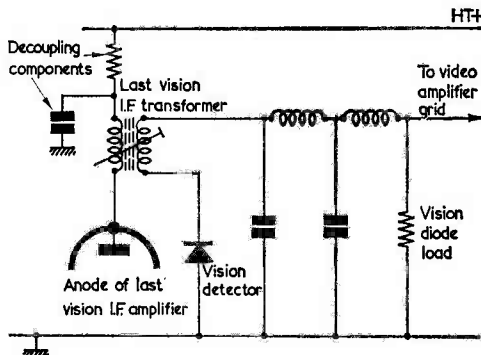 HT+
Decoupling
components
Last vision
I.F. transformer
To video
amplifier
grid
Vision
diode
load
Vision
detector
Anode of last
vision I.F. amplifier